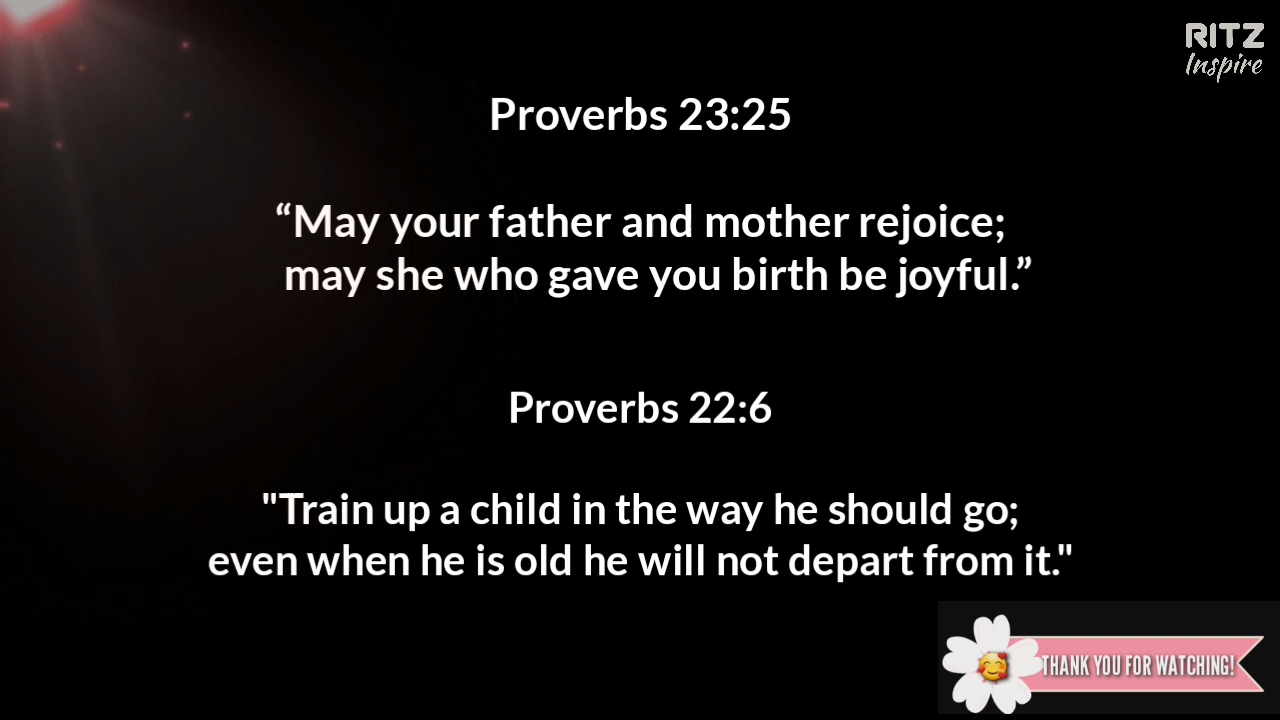 RITZ
Inspire
Proverbs 23:25
“May your father and mother rejoice;
may she who gave you birth be joyful.”
Proverbs 22:6
"Train up a child in the way he should go;
even when he is old he will not depart from it."
THANK YOU FOR WATCHING!